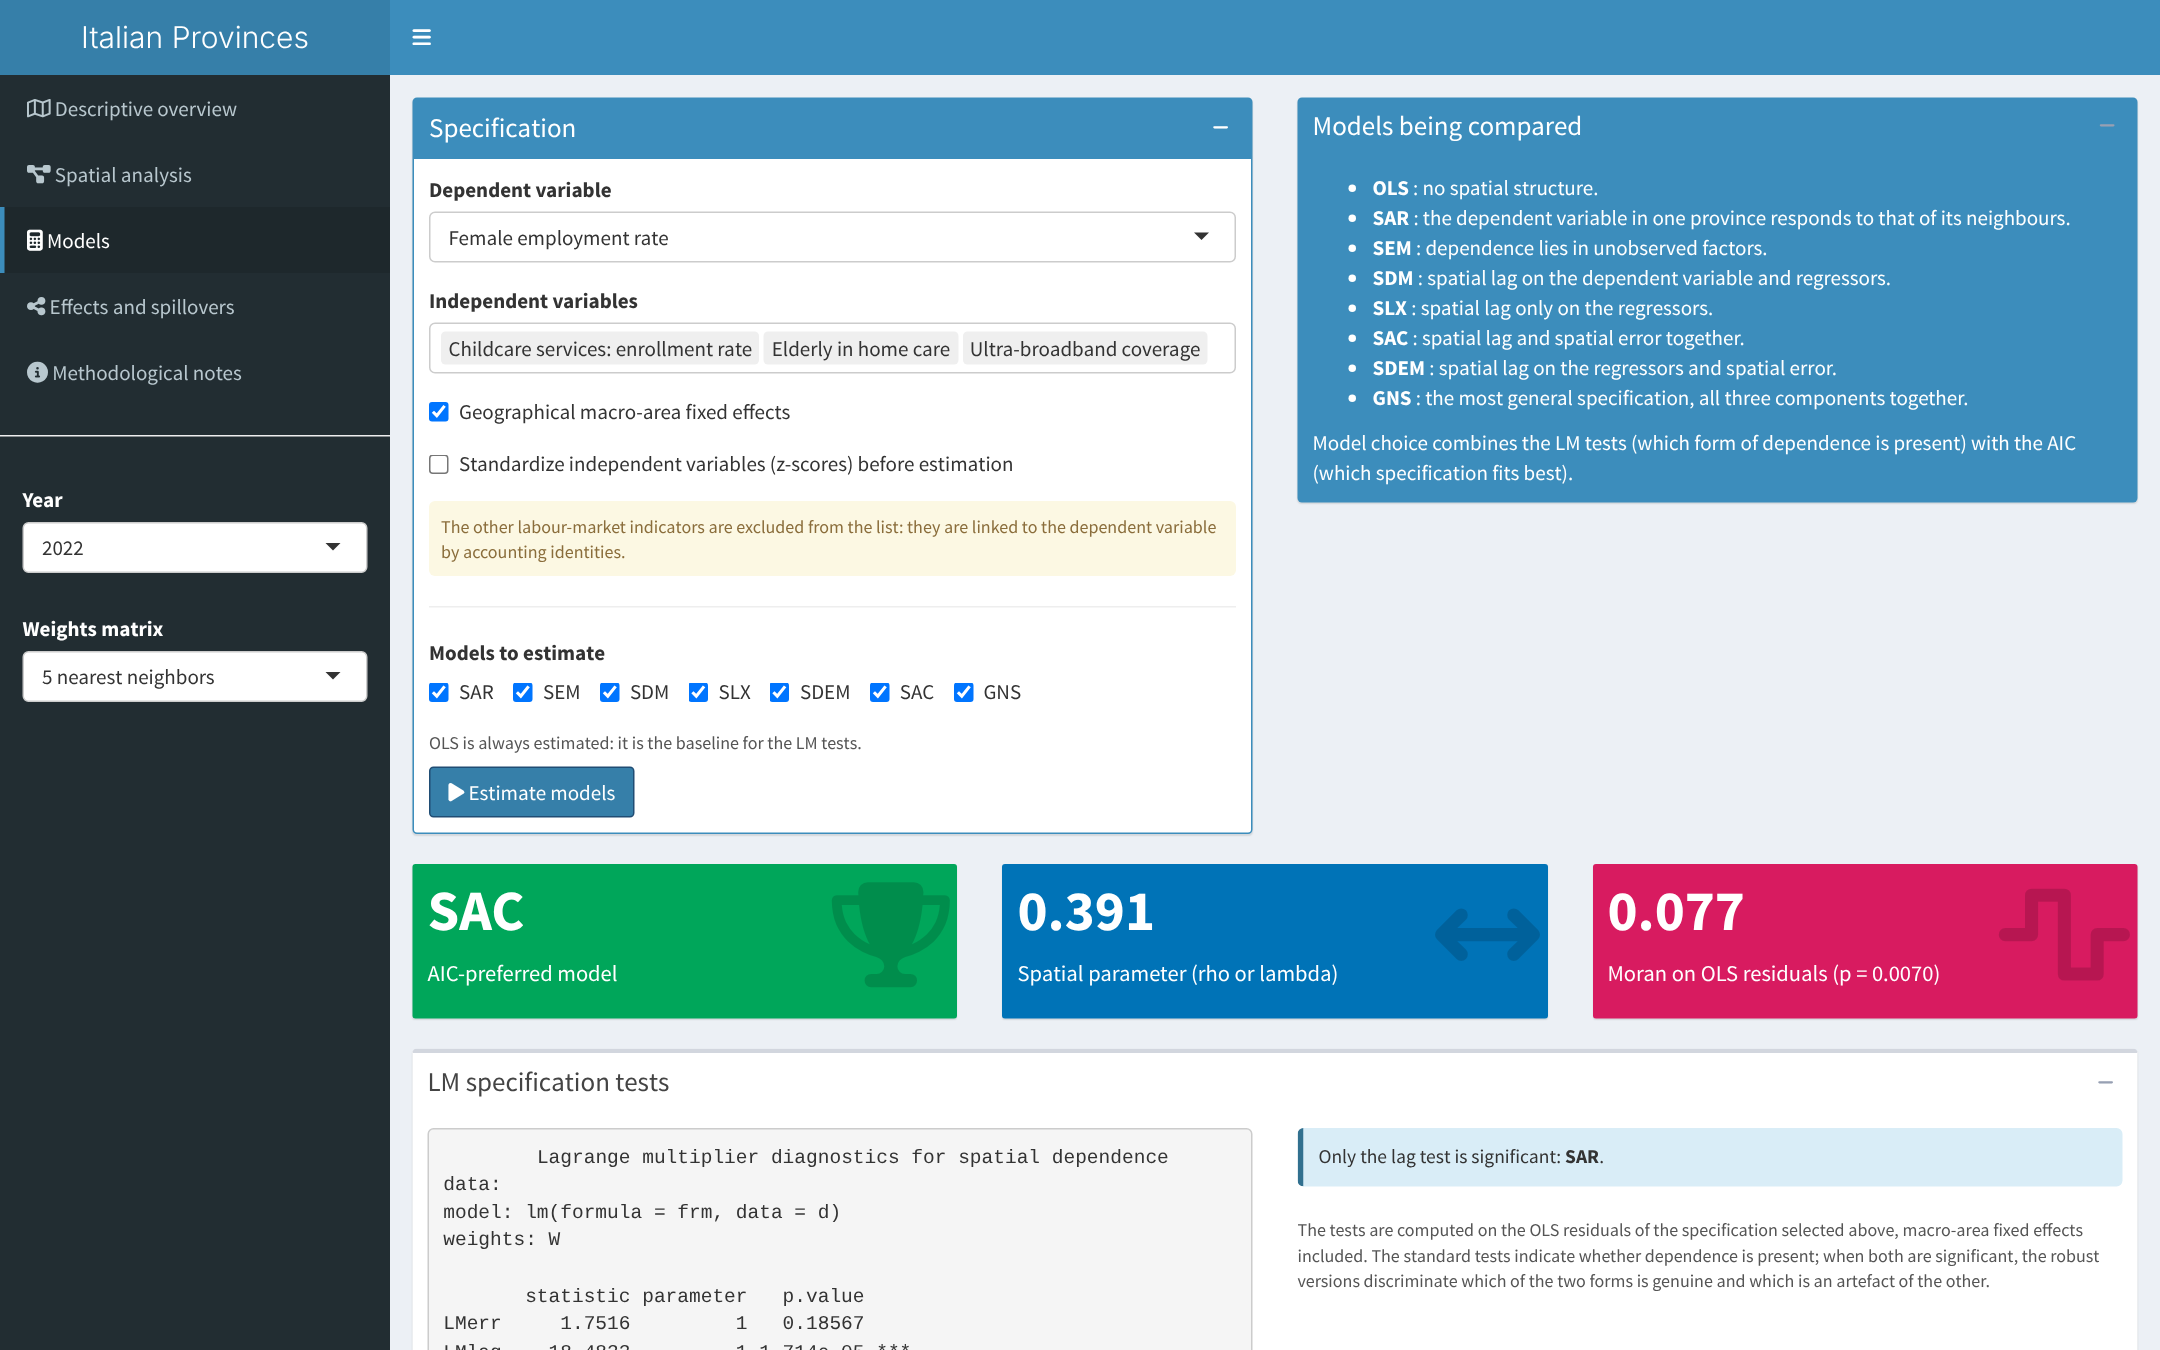 Italian Provinces
Descriptive overview
Spatial analysis
Models
Effects and spillovers
Methodological notes
Year
2022
Weights matrix
5 nearest neighbors
Specification
Dependent variable
Female employment rate
Independent variables
Childcare services: enrollment rate Elderly in home care Ultra-broadband coverage
Geographical macro-area fixed effects
Standardize independent variables (z-scores) before estimation
The other labour-market indicators are excluded from the list: they are linked to the dependent variable
by accounting identities.
Models to estimate
SAR SEM SDM SLX SDEM SAC GNS
OLS is always estimated: it is the baseline for the LM tests.
Estimate models
Models being compared
• OLS : no spatial structure.
• SAR : the dependent variable in one province responds to that of its neighbours.
• SEM : dependence lies in unobserved factors.
• SDM : spatial lag on the dependent variable and regressors.
• SLX : spatial lag only on the regressors.
• SAC : spatial lag and spatial error together.
• SDEM : spatial lag on the regressors and spatial error.
• GNS : the most general specification, all three components together.
Model choice combines the LM tests (which form of dependence is present) with the AIC
(which specification fits best).
SAC
AIC-preferred model
0.391
Spatial parameter (rho or lambda)
0.077
Moran on OLS residuals (p = 0.0070)
LM specification tests
Lagrange multiplier diagnostics for spatial dependence
data:
model: lm(formula = frm, data = d)
weights: W
statistic parameter p.value
LMerr 1.7516 1 0.18567
Only the lag test is significant: SAR.
The tests are computed on the OLS residuals of the specification selected above, macro-area fixed effects
included. The standard tests indicate whether dependence is present; when both are significant, the robust
versions discriminate which of the two forms is genuine and which is an artefact of the other.